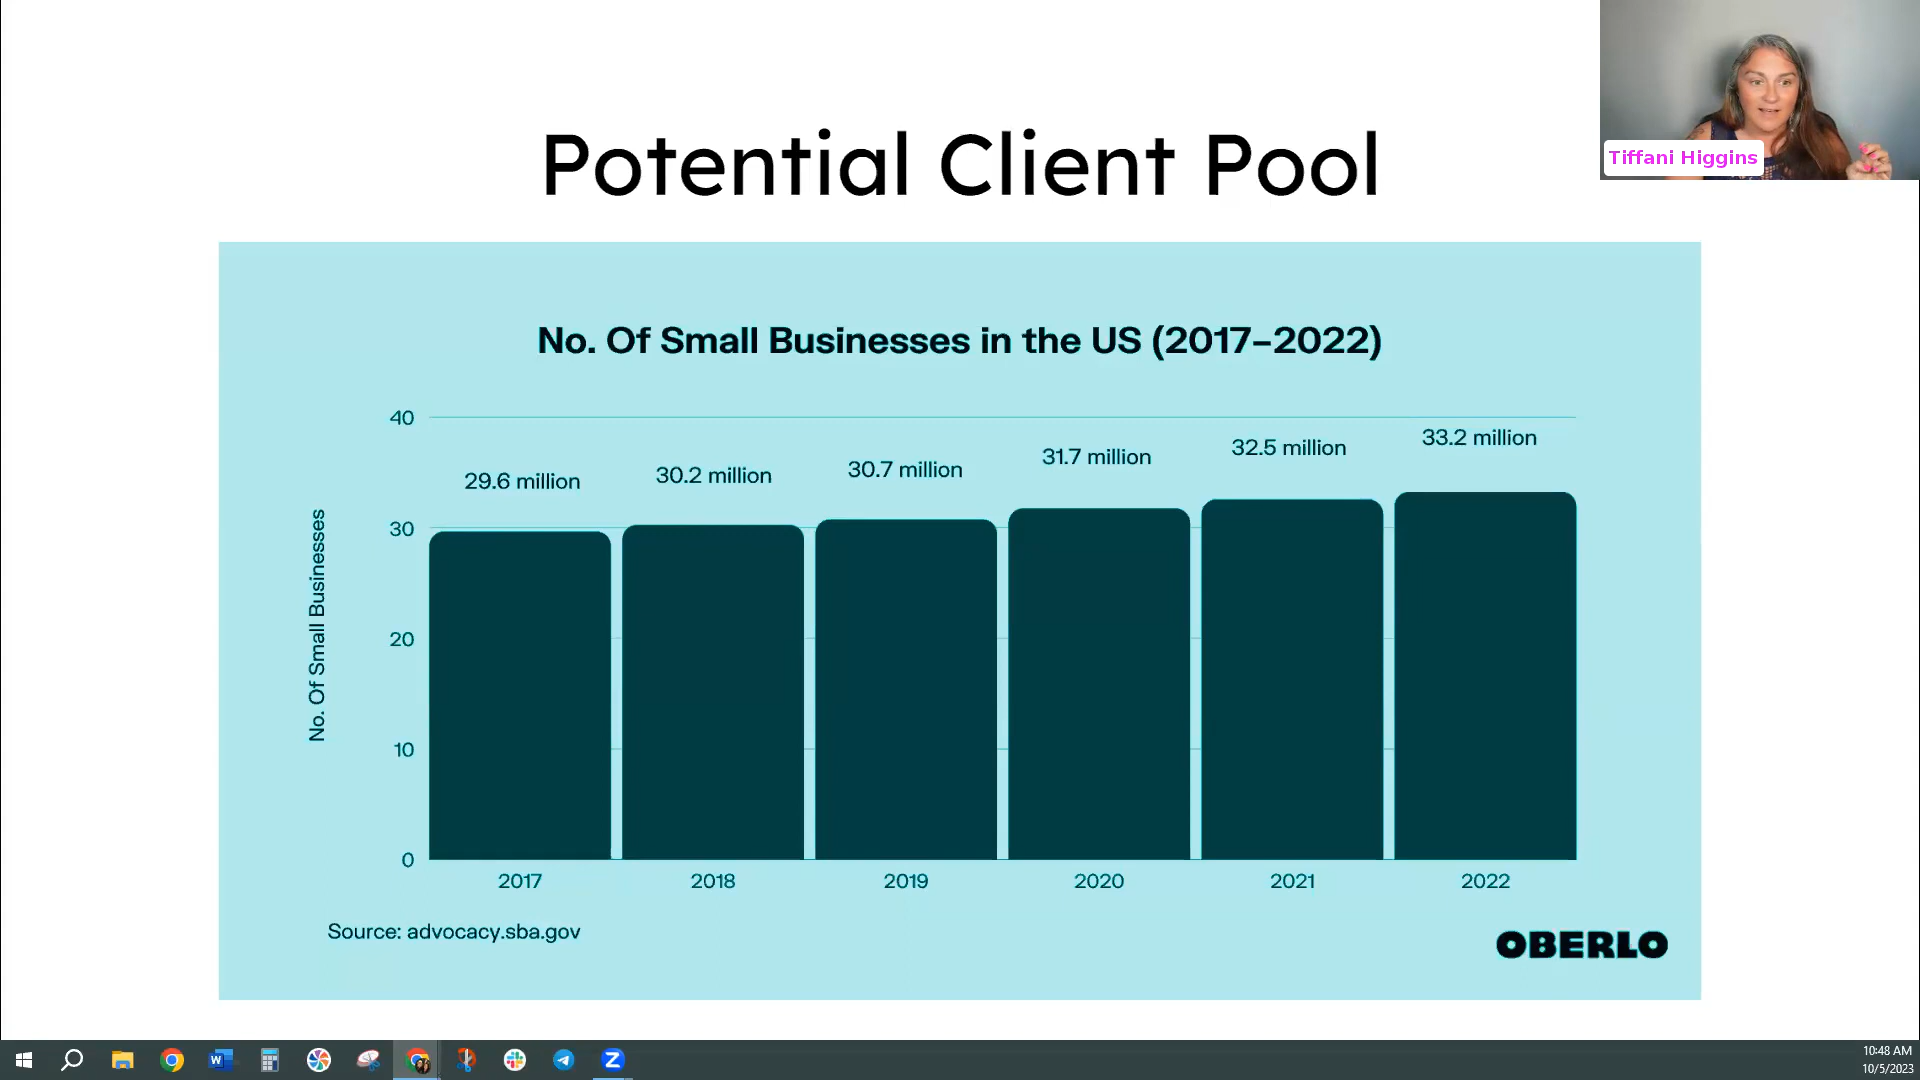 Tiffani Higgins
Potential Client Pool
No. Of Small Businesses in the US (2017–2022)
No. Of Small Businesses
40
30
20
10
0
29.6 million
30.2 million
30.7 million
31.7 million
32.5 million
33.2 million
2017
2018
2019
2020
2021
2022
Source: advocacy.sba.gov
OBERLO
10:48 AM
10/5/2023